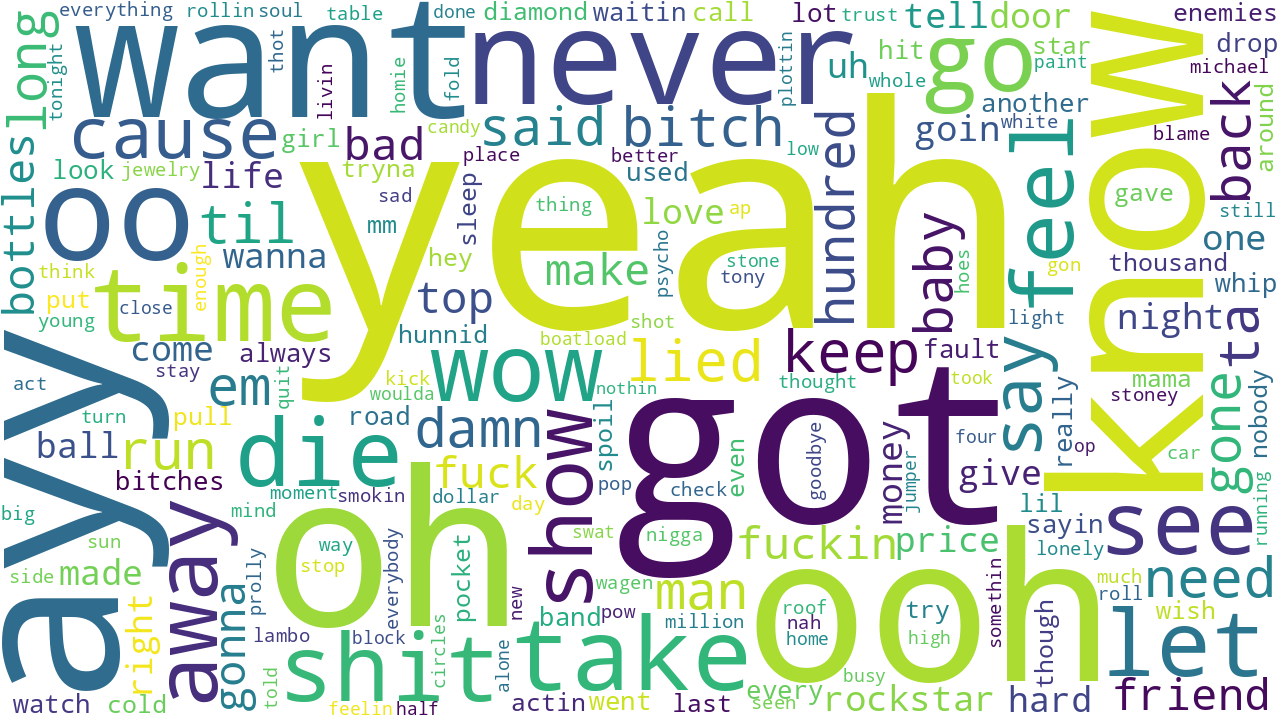 everything
rollin
soul
table
done
diamond
waitin
call
lot
trust
tell
door
enemies
long
tonight
want
thot
livin
homie
fold
never
plottin
uh
hit
whole
go
star
paint
know
drop
michael
cause
girl
bad
candy
said
bitch
hundred
goin
another
white
feel
blame
back
around
look
jewelry
life
tryna
sad
place
sleep
better
used
low
bottles
oo
til
mm
yeah
thing
love
ap
baby
gave
still
wanna
hey
make
psycho
stone
tony
hoes
gon
one
thousand
think
put
young
enough
close
time
top
whip
night
ta
light
hunnid
boatload
shot
come
always
wow
lied
keep
fault
ayy
act
stay
em
quit
kick
woulda
nothin
thought
took
say
mama
stoney
gone
nobody
turn
pull
road
damn
show
spoil
got
goodbye
money
four
really
op
car
ball
run
die
bitches
fuck
even
check
jumper
give
running
moment
smokin
dollar
day
pop
lil
big
mind
oh
swat
nigga
fuckin
price
sayin
lonely
see
sun
away
way
stop
everybody
pocket
side
made
prolly
wagen
man
ooh
need
much
roll
right
gonna
lambo
block
circles
new
band
pow
million
roof
nah
home
try
high
somethin
though
wish
let
told
shit
alone
take
busy
watch
cold
feelin
half
actin
went
last
every
seen
rockstar
hard
friend